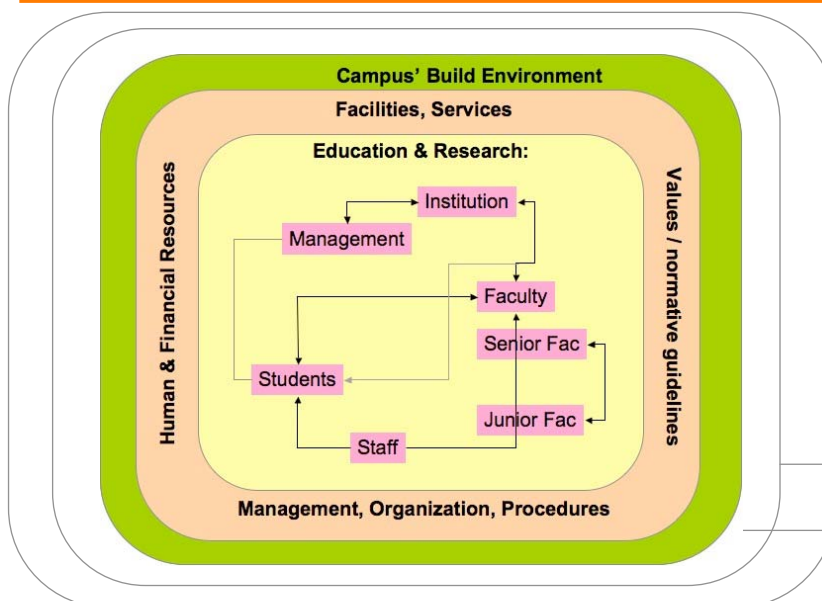 Campus’ Build Environment
Facilities, Services
Education & Research:
Human & Financial Resources
Values / normative guidelines
Institution
Management
Faculty
Senior Fac
Students
Junior Fac
Staff
Management, Organization, Procedures